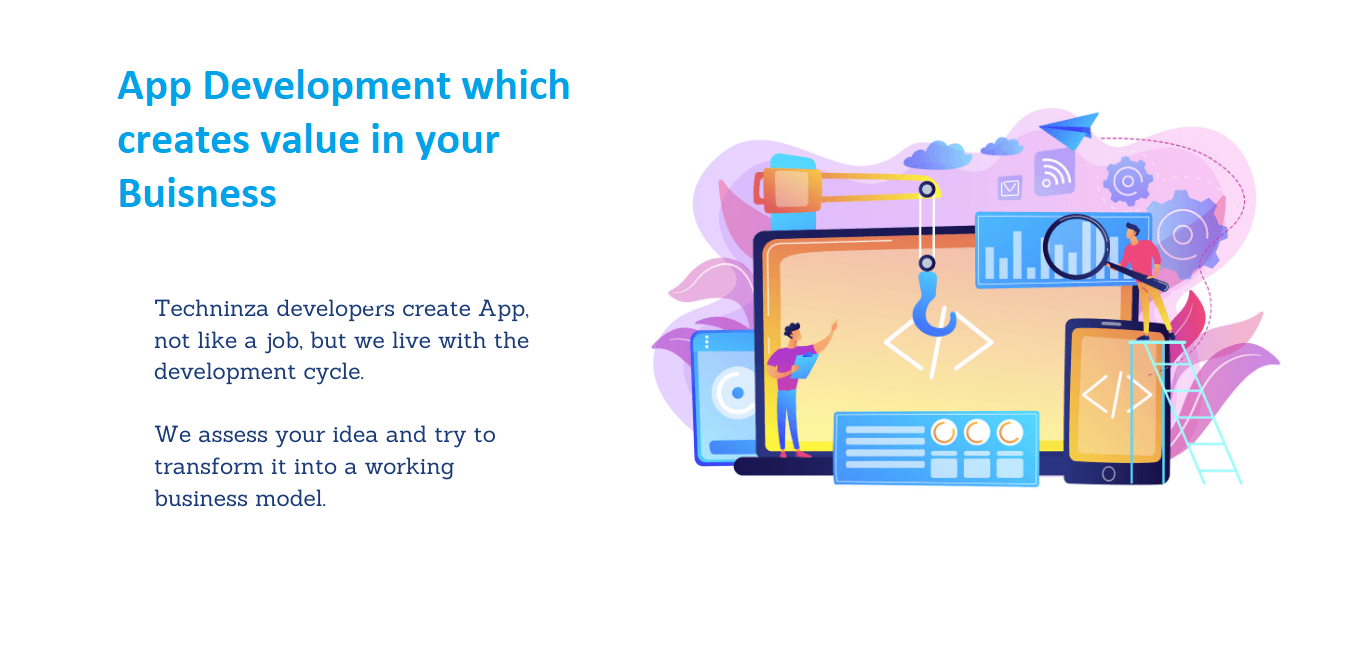 App Development which
creates value in your
Buisness
Techninza developers create App,
not like a job, but we live with the
development cycle.
We assess your idea and try to
transform it into a working
business model.